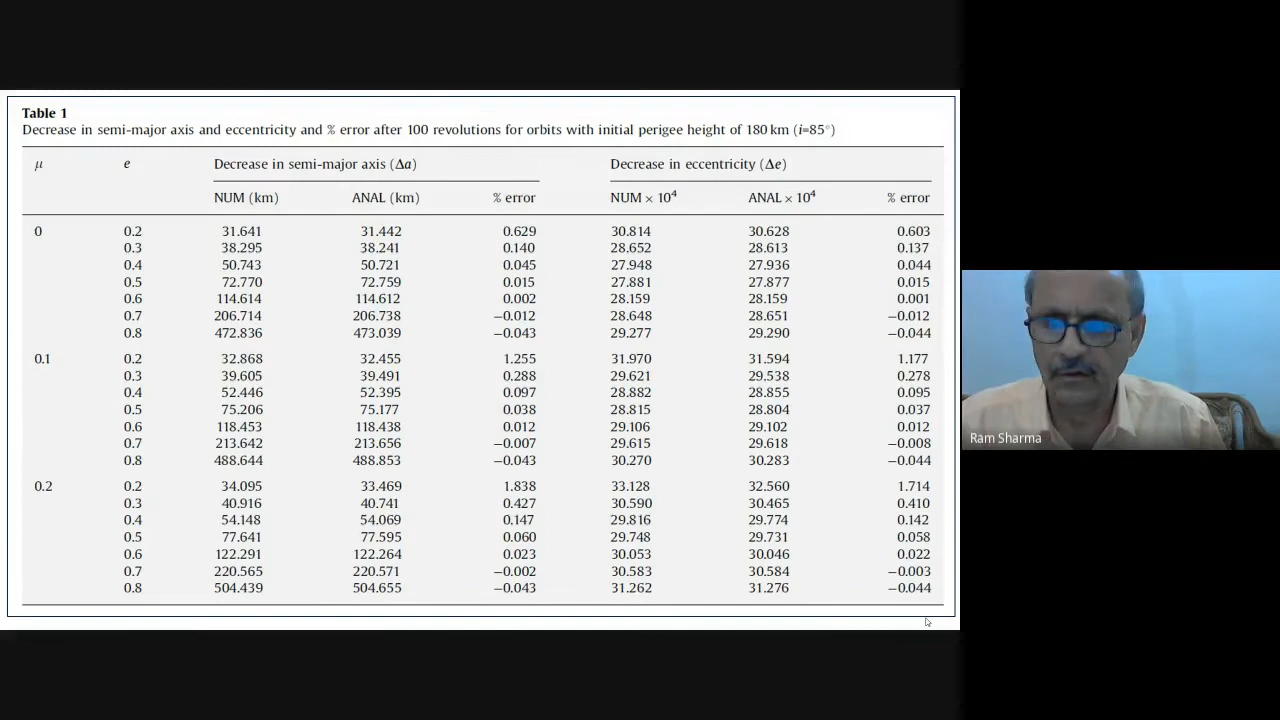 Table 1
Decrease in semi-major axis and eccentricity and % error after 100 revolutions for orbits with initial perigee height of 180 km (i=85°)
μ e Decrease in semi-major axis (Δa) Decrease in eccentricity (Δe)
NUM (km) ANAL (km) % error NUM × 10⁴ ANAL × 10⁴ % error
0 0.2 31.641 31.442 0.629 30.814 30.628 0.603
0.3 38.295 38.241 0.140 28.652 28.613 0.137
0.4 50.743 50.721 0.045 27.948 27.936 0.044
0.5 72.770 72.759 0.015 27.881 27.877 0.015
0.6 114.614 114.612 0.002 28.159 28.159 0.001
0.7 206.714 206.738 −0.012 28.648 28.651 −0.012
0.8 472.836 473.039 −0.043 29.277 29.290 −0.044
0.1 0.2 32.868 32.455 1.255 31.970 31.594 1.177
0.3 39.605 39.491 0.288 29.621 29.538 0.278
0.4 52.446 52.395 0.097 28.882 28.855 0.095
0.5 75.206 75.177 0.038 28.815 28.804 0.037
0.6 118.453 118.438 0.012 29.106 29.102 0.012
0.7 213.642 213.656 −0.007 29.615 29.618 −0.008
0.8 488.644 488.853 −0.043 30.270 30.283 −0.044
0.2 0.2 34.095 33.469 1.838 33.128 32.560 1.714
0.3 40.916 40.741 0.427 30.590 30.465 0.410
0.4 54.148 54.069 0.147 29.816 29.774 0.142
0.5 77.641 77.595 0.060 29.748 29.731 0.058
0.6 122.291 122.264 0.023 30.053 30.046 0.022
0.7 220.565 220.571 −0.002 30.583 30.584 −0.003
0.8 504.439 504.655 −0.043 31.262 31.276 −0.044
Ram Sharma